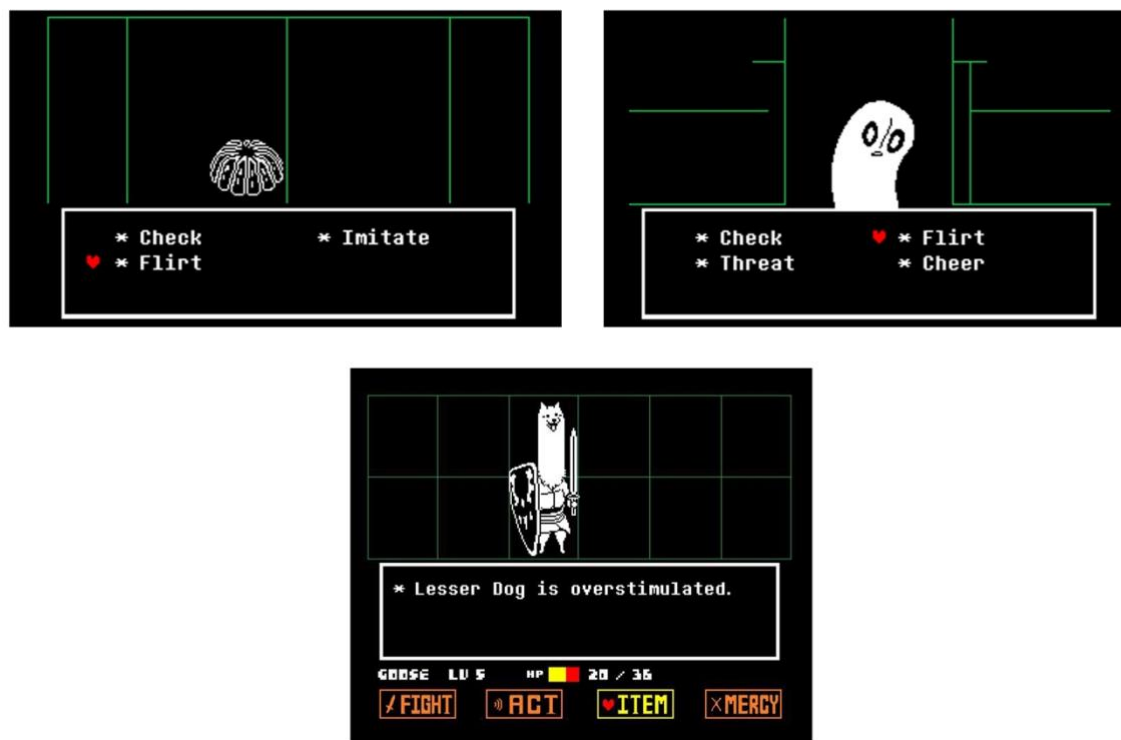 * Check * Imitate
* Flirt
* Check * Flirt
* Threat * Cheer
* Lesser Dog is overstimulated.
GOOSE LV 5 HP 20 / 36
FIGHT ACT ITEM MERCY